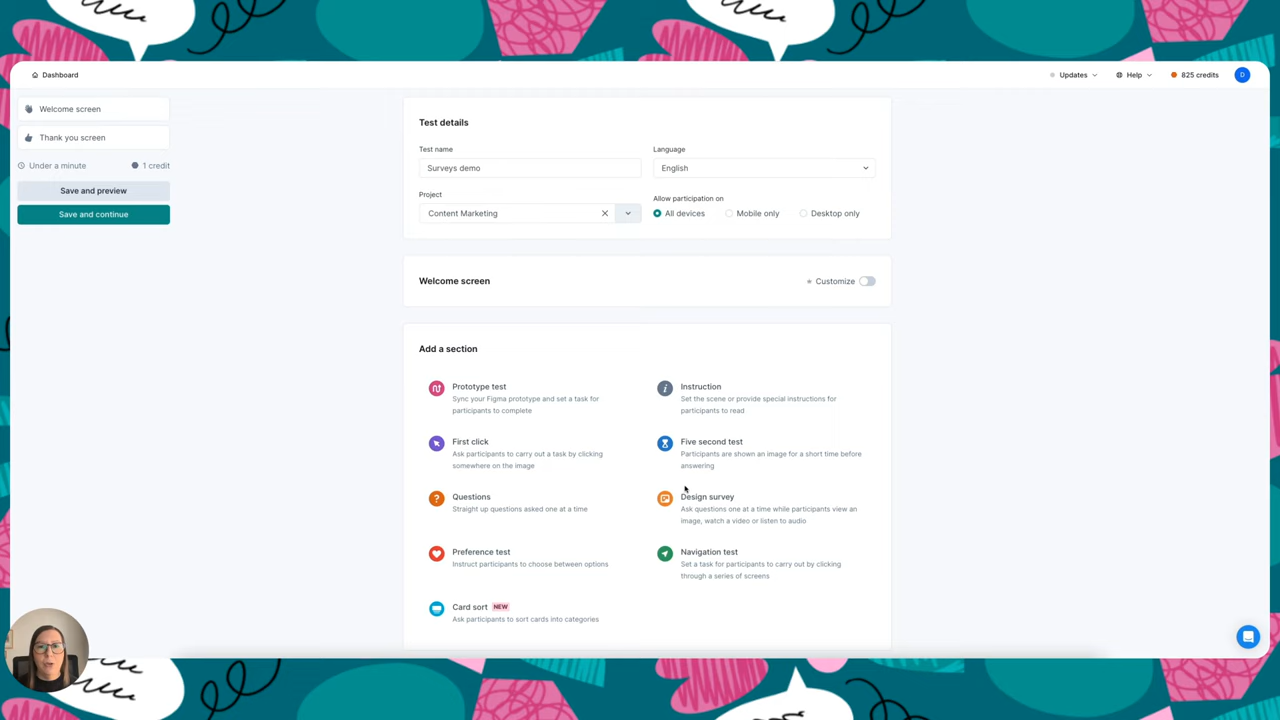 Dashboard
Updates
Help
825 credits
D
Welcome screen
Thank you screen
Under a minute
1 credit
Save and preview
Save and continue
Test details
Test name
Language
Surveys demo
English
Project
Allow participation on
Content Marketing
All devices
Mobile only
Desktop only
Welcome screen
Customize
Add a section
Prototype test
Sync your Figma prototype and set a task for
participants to complete
Instruction
Set the scene or provide special instructions for
participants to read
First click
Ask participants to carry out a task by clicking
somewhere on the image
Five second test
Participants are shown an image for a short time before
answering
Questions
Straight up questions asked one at a time
Design survey
Ask questions one at a time while participants view an
image, watch a video or listen to audio
Preference test
Instruct participants to choose between options
Navigation test
Set a task for participants to carry out by clicking
through a series of screens
Card sort NEW
Ask participants to sort cards into categories